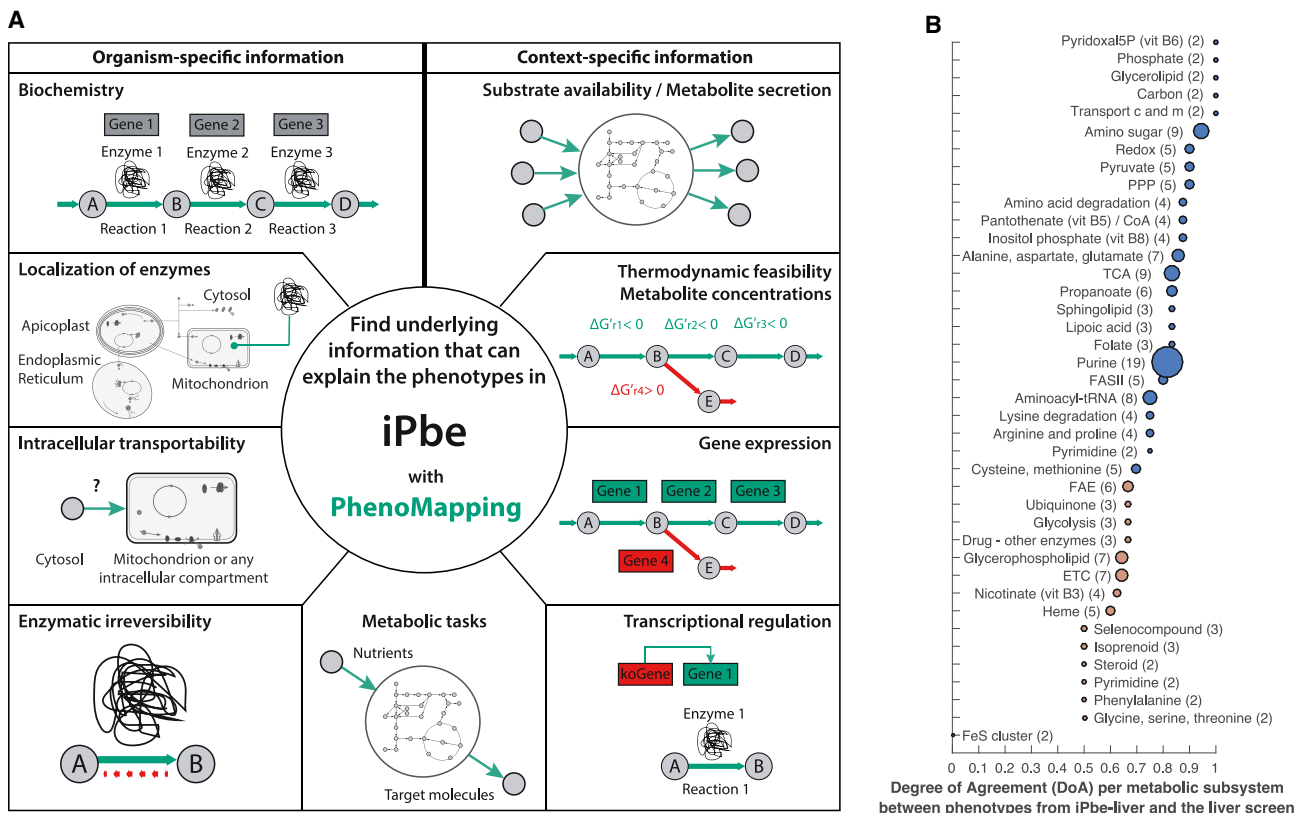 A
Organism-specific information
Context-specific information
Biochemistry
Gene 1
Gene 2
Gene 3
Enzyme 1
Enzyme 2
Enzyme 3
A
B
C
D
Reaction 1
Reaction 2
Reaction 3
Substrate availability / Metabolite secretion
Localization of enzymes
Cytosol
Apicoplast
Endoplasmic
Reticulum
Mitochondrion
Thermodynamic feasibility
Metabolite concentrations
ΔG'r1< 0
ΔG'r2< 0
ΔG'r3< 0
A
B
C
D
ΔG'r4> 0
E
Find underlying
information that can
explain the phenotypes in
iPbe
with
PhenoMapping
Intracellular transportability
?
Cytosol
Mitochondrion or any
intracellular compartment
Gene expression
Gene 1
Gene 2
Gene 3
A
B
C
D
Gene 4
E
Enzymatic irreversibility
A
B
Metabolic tasks
Nutrients
Target molecules
Transcriptional regulation
koGene
Gene 1
Enzyme 1
A
B
Reaction 1
B
Pyridoxal5P (vit B6) (2)
Phosphate (2)
Glycerolipid (2)
Carbon (2)
Transport c and m (2)
Amino sugar (9)
Redox (5)
Pyruvate (5)
PPP (5)
Amino acid degradation (4)
Pantothenate (vit B5) / CoA (4)
Inositol phosphate (vit B8) (4)
Alanine, aspartate, glutamate (7)
TCA (9)
Propanoate (6)
Sphingolipid (3)
Lipoic acid (3)
Folate (3)
Purine (19)
FASII (5)
Aminoacyl-tRNA (8)
Lysine degradation (4)
Arginine and proline (4)
Pyrimidine (2)
Cysteine, methionine (5)
FAE (6)
Ubiquinone (3)
Glycolysis (3)
Drug - other enzymes (3)
Glycerophospholipid (7)
ETC (7)
Nicotinate (vit B3) (4)
Heme (5)
Selenocompound (3)
Isoprenoid (3)
Steroid (2)
Pyrimidine (2)
Phenylalanine (2)
Glycine, serine, threonine (2)
FeS cluster (2)
0 0.1 0.2 0.3 0.4 0.5 0.6 0.7 0.8 0.9 1
Degree of Agreement (DoA) per metabolic subsystem
between phenotypes from iPbe-liver and the liver screen